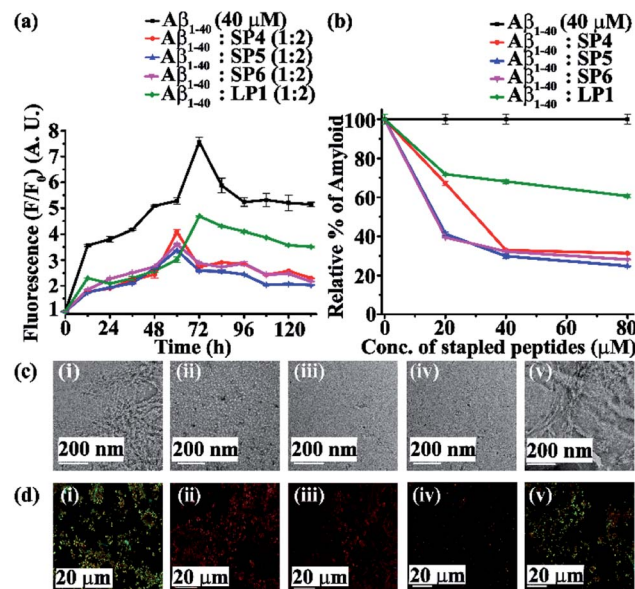 (a)
Aβ₁₋₄₀ (40 μM)
Aβ₁₋₄₀ : SP4 (1:2)
Aβ₁₋₄₀ : SP5 (1:2)
Aβ₁₋₄₀ : SP6 (1:2)
Aβ₁₋₄₀ : LP1 (1:2)
Fluorescence (F/F₀) (A. U.)
8
7
6
5
4
3
2
1
0 24 48 72 96 120
Time (h)
(b)
Aβ₁₋₄₀ (40 μM)
Aβ₁₋₄₀ : SP4
Aβ₁₋₄₀ : SP5
Aβ₁₋₄₀ : SP6
Aβ₁₋₄₀ : LP1
Relative % of Amyloid
100
80
60
40
20
0
0 20 40 60 80
Conc. of stapled peptides (μM)
(c)
(i) (ii) (iii) (iv) (v)
200 nm 200 nm 200 nm 200 nm 200 nm
(d)
(i) (ii) (iii) (iv) (v)
20 μm 20 μm 20 μm 20 μm 20 μm